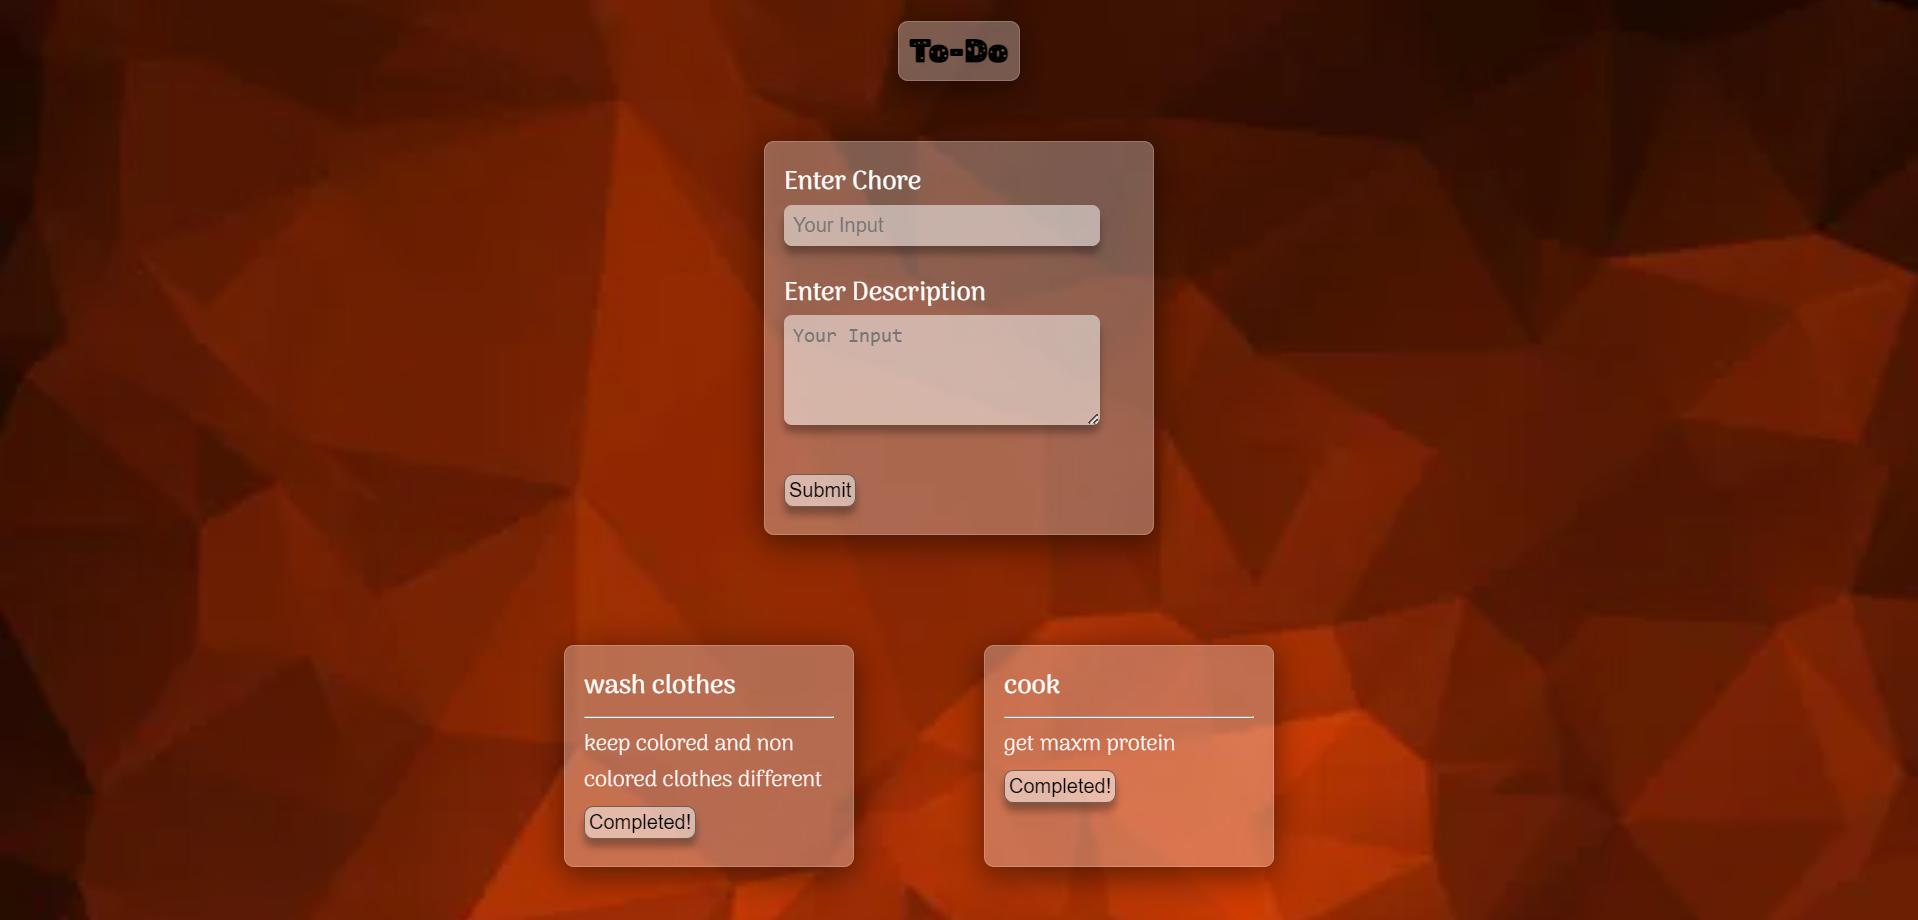 To-Do
Enter Chore
Your Input
Enter Description
Your Input
Submit
wash clothes
keep colored and non
colored clothes different
Completed!
cook
get maxm protein
Completed!